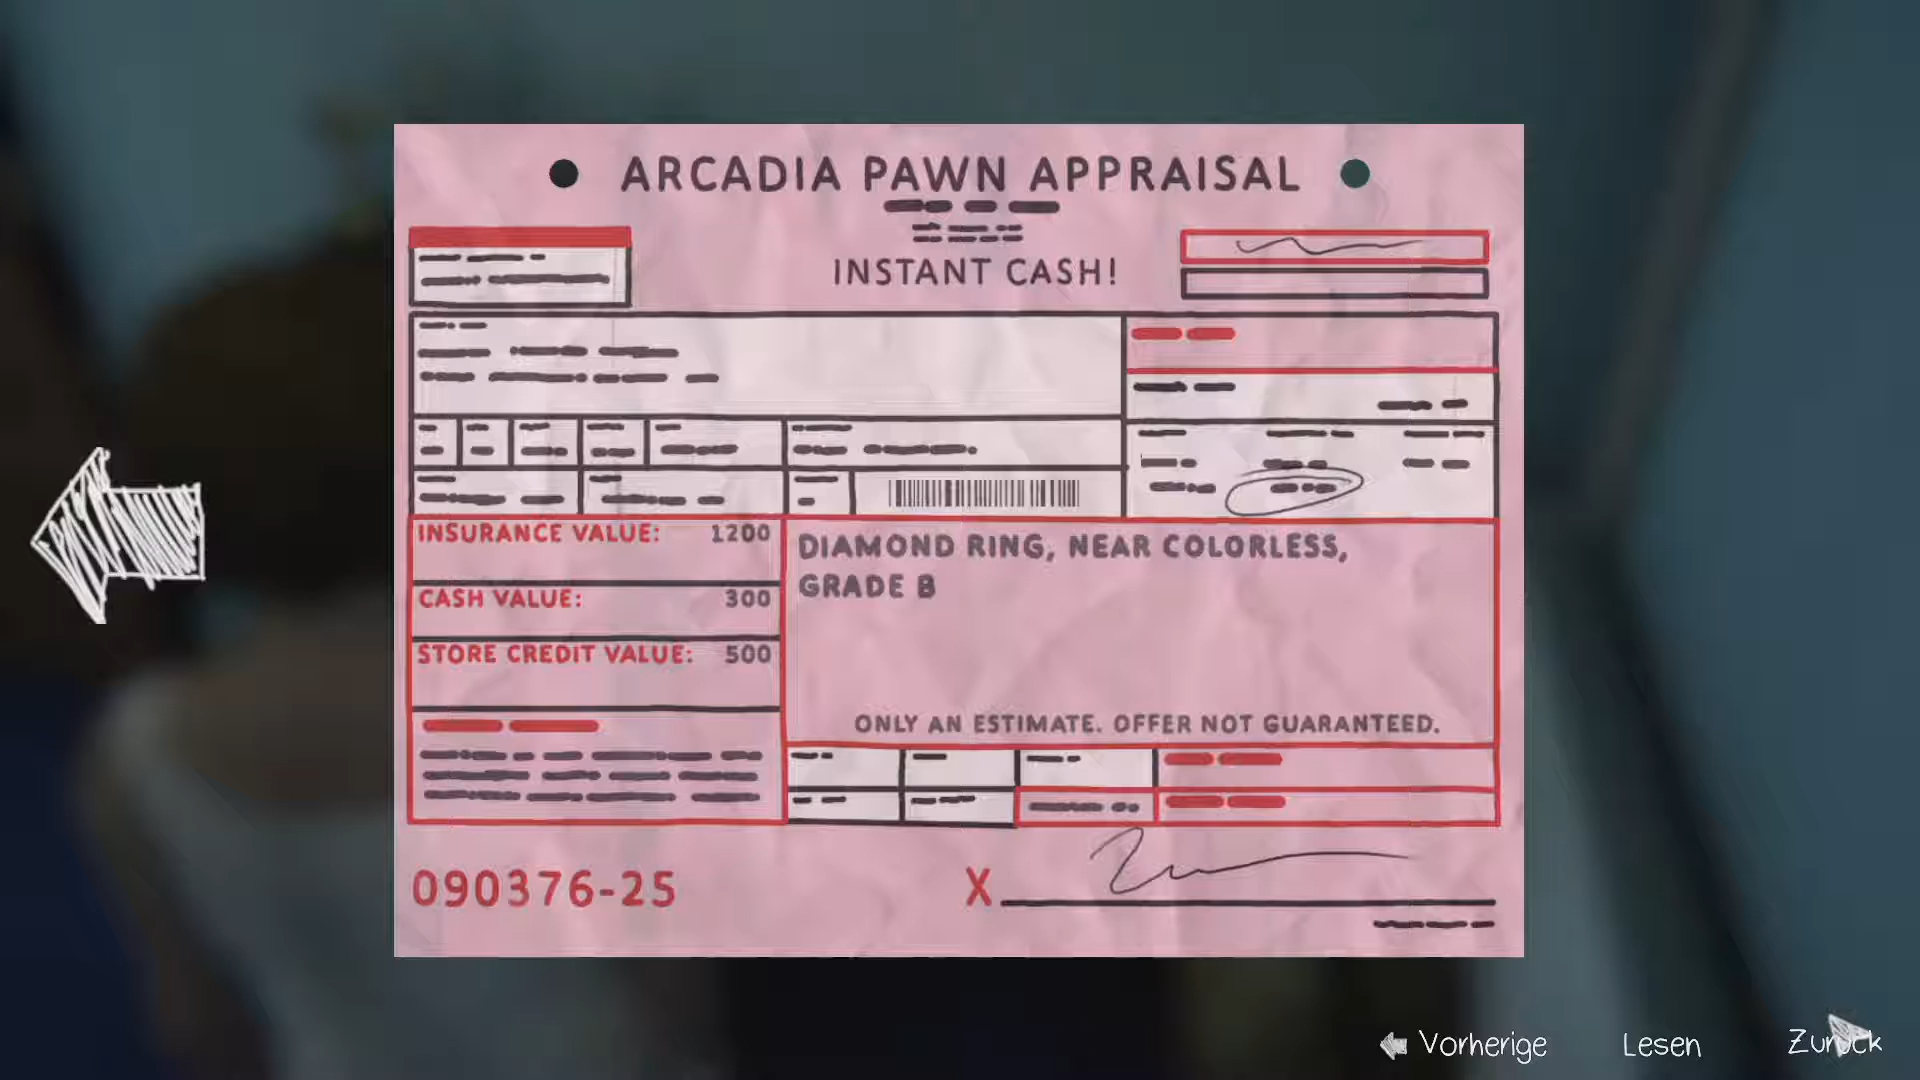 ARCADIA PAWN APPRAISAL
INSTANT CASH!
INSURANCE VALUE: 1200
CASH VALUE: 300
STORE CREDIT VALUE: 500
DIAMOND RING, NEAR COLORLESS,
GRADE B
ONLY AN ESTIMATE. OFFER NOT GUARANTEED.
090376-25
X
Vorherige
Lesen
Zurück